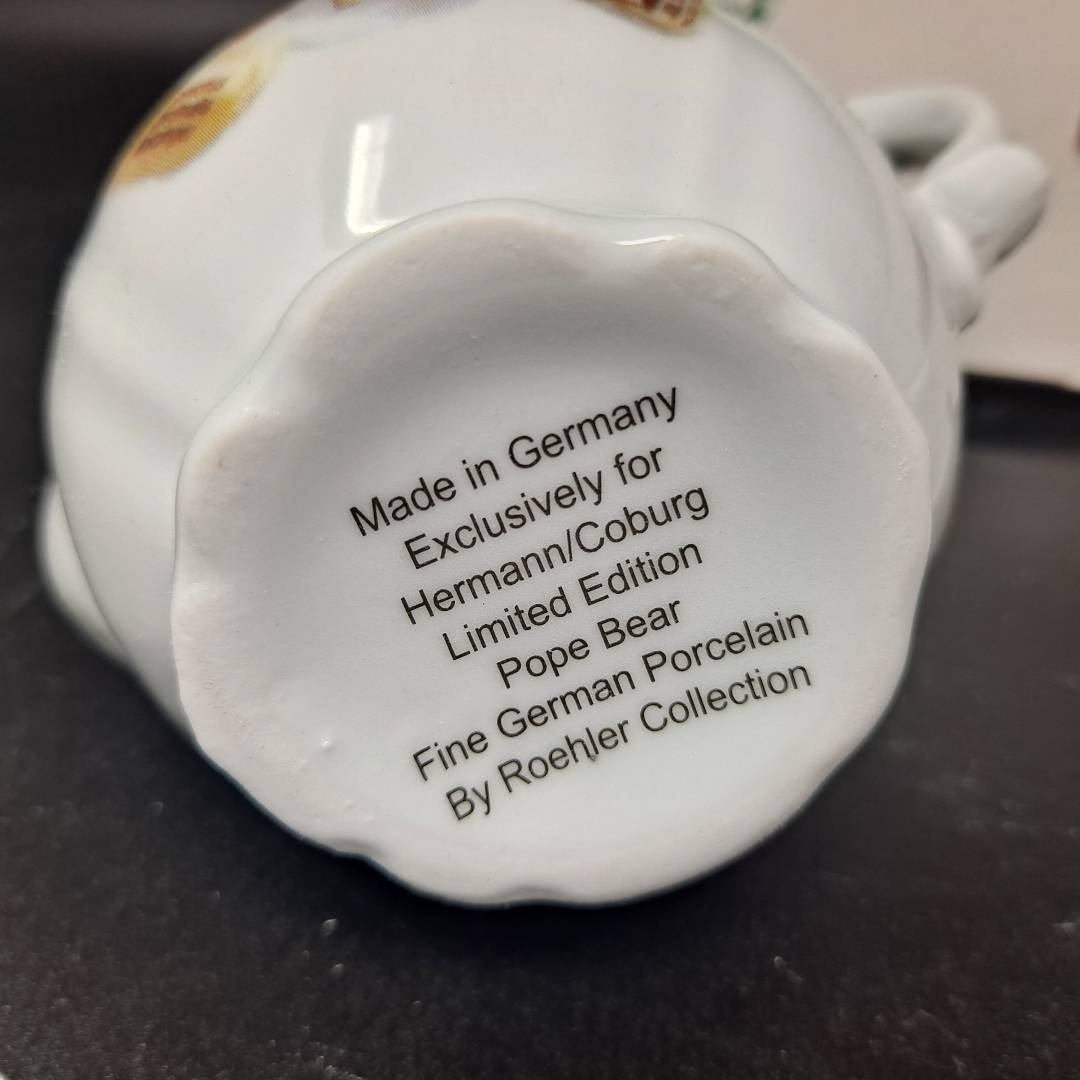 Made in Germany
Exclusively for
Hermann/Coburg
Limited Edition
Pope Bear
Fine German Porcelain
By Roehler Collection